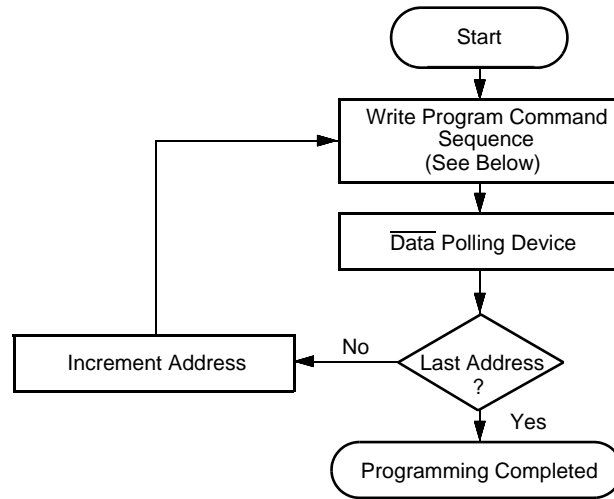 Start
Write Program Command
Sequence
(See Below)
Data Polling Device
Increment Address
No
Last Address
?
Yes
Programming Completed